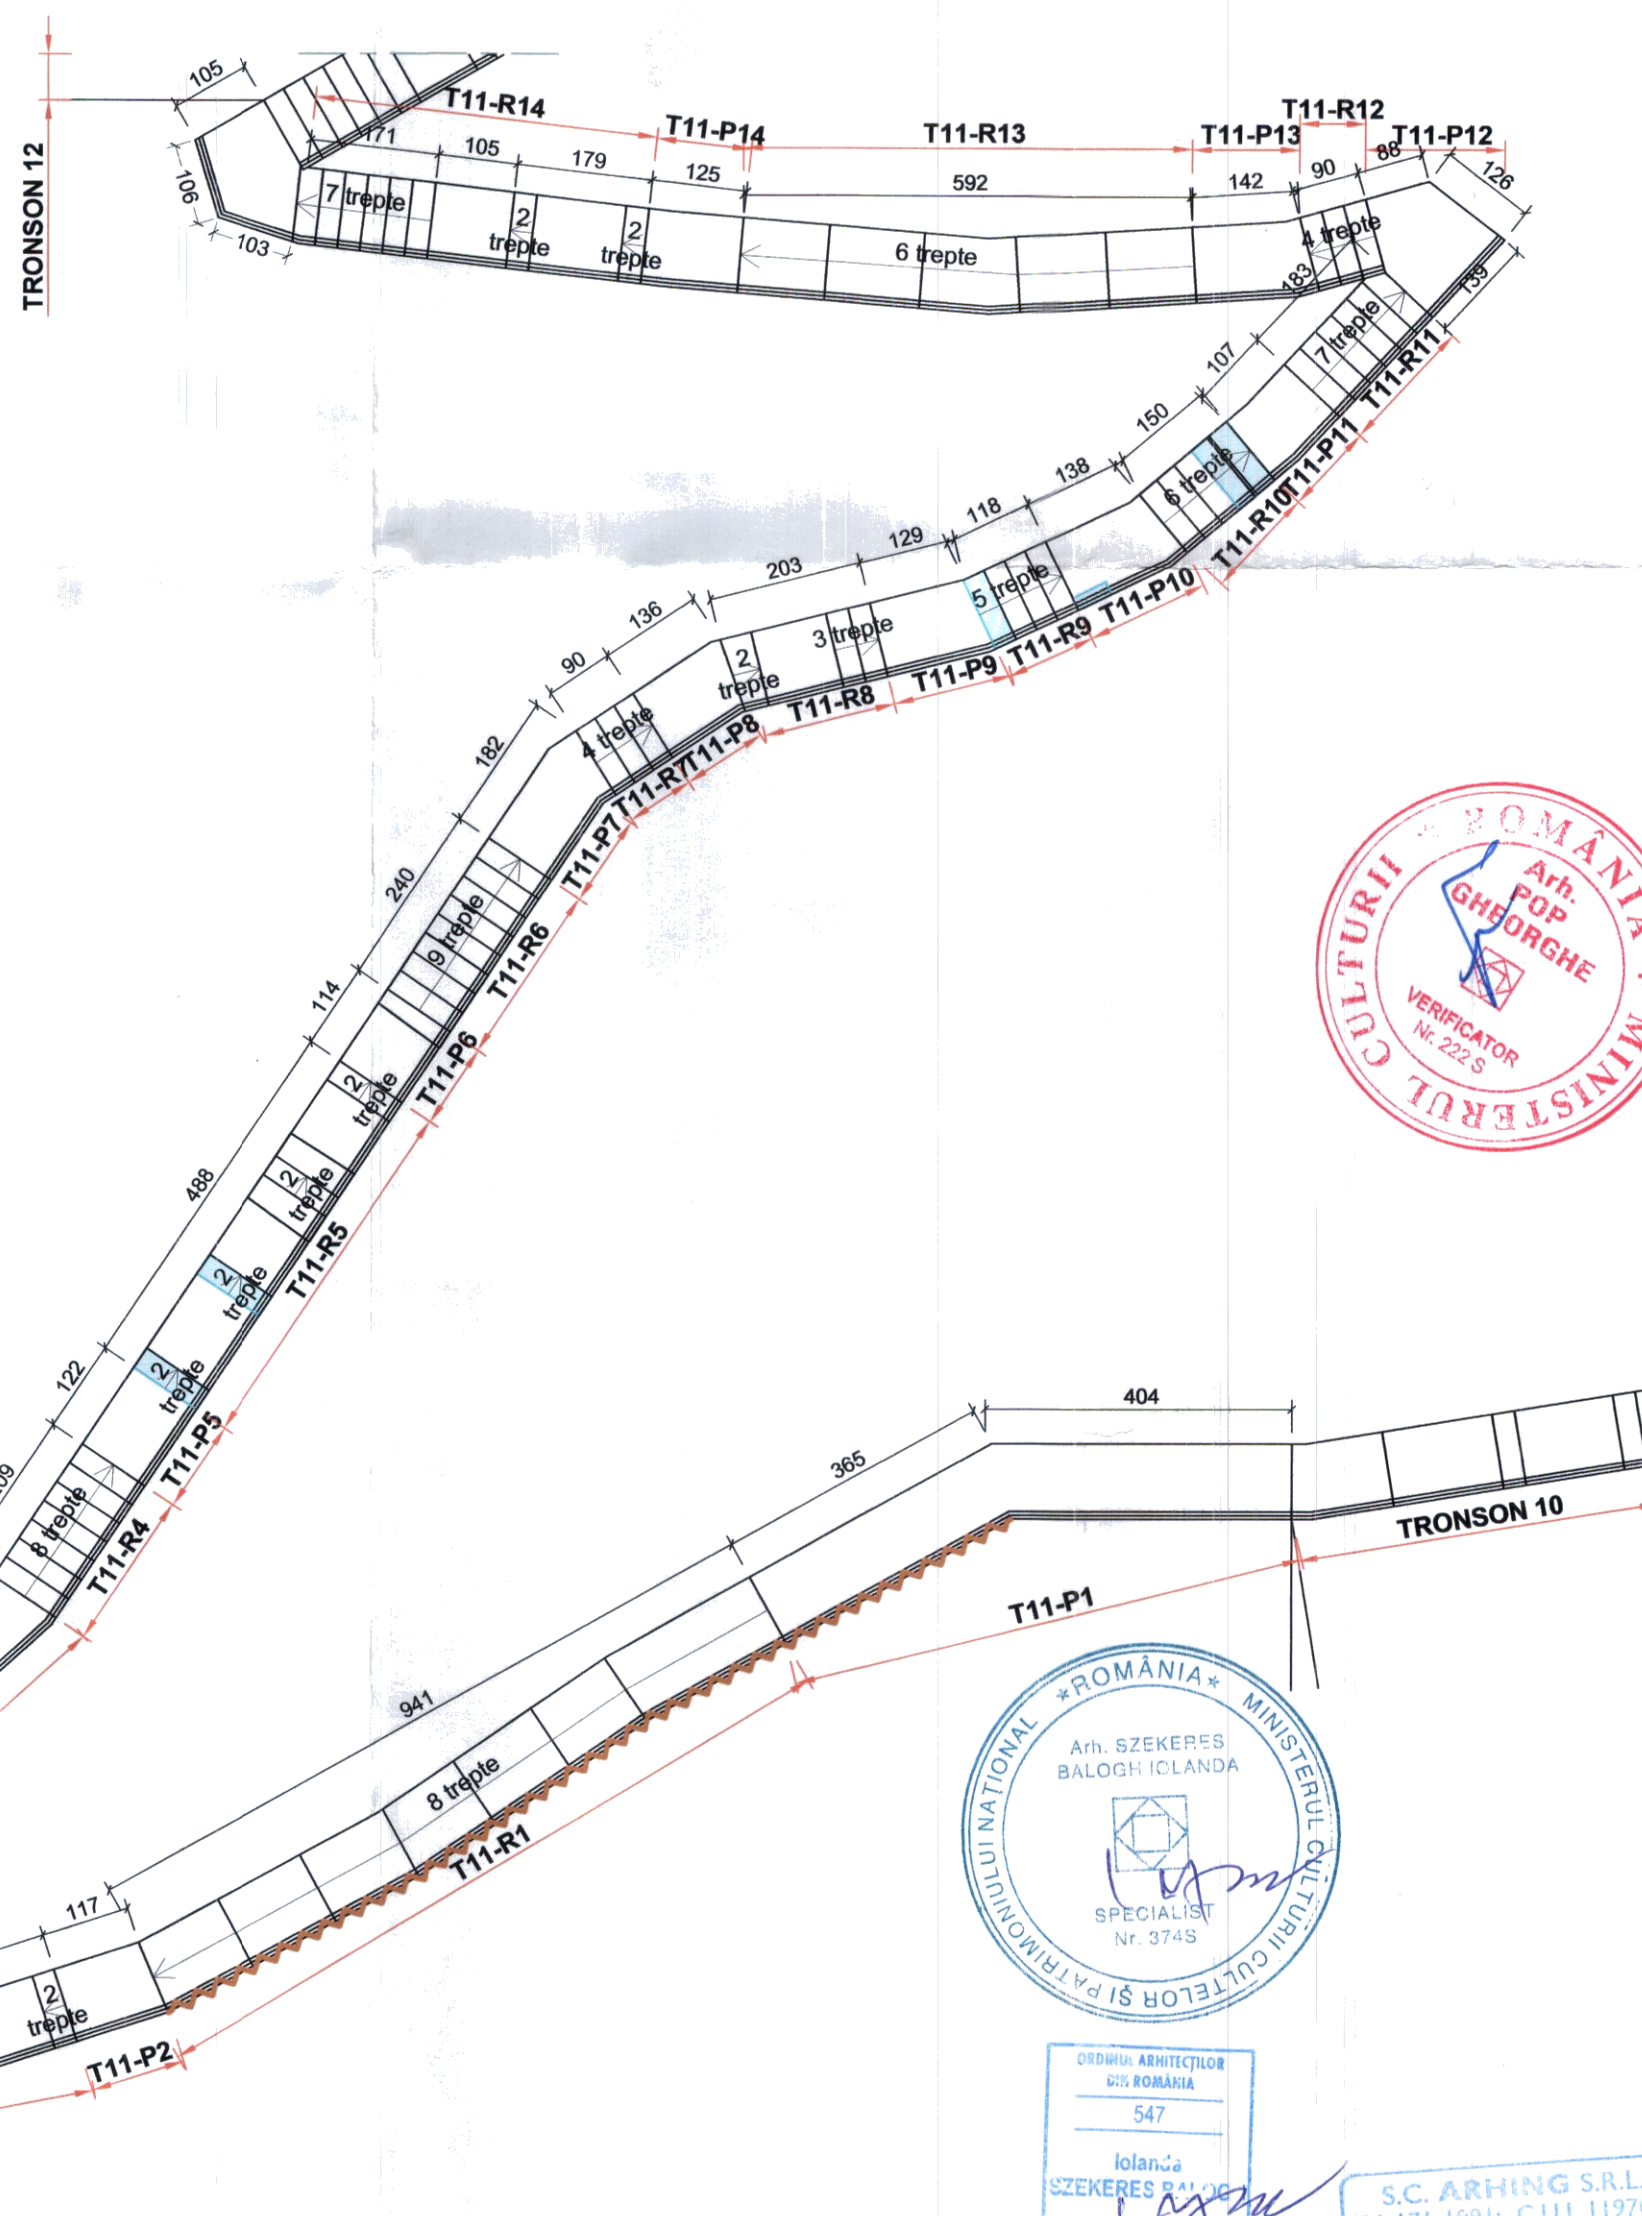 105
T11-R14
T11-P14
T11-R13
T11-P13
T11-R12
T11-P12
TRONSON 12
106
103
171
105
179
125
592
142
90
88
126
7 trepte
2
trepte
2
trepte
6 trepte
4 trepte
183
139
7 trepte
T11-R11
107
T11-P11
150
6 trepte
T11-R10
138
118
5 trepte
T11-P10
T11-R9
129
203
3 trepte
T11-P9
2
trepte
T11-R8
136
90
4 trepte
T11-P8
T11-R7
182
T11-P7
240
9 trepte
T11-R6
114
T11-P6
2
trepte
488
2
trepte
T11-R5
2
trepte
2
trepte
122
T11-P5
8 trepte
T11-R4
404
365
TRONSON 10
T11-P1
941
8 trepte
T11-R1
117
2
trepte
T11-P2
ROMÂNIA
MINISTERUL CULTURII
Arh.
POP
GHEORGHE
VERIFICATOR
Nr. 222 S
*ROMÂNIA*
MINISTERUL CULTURII CULTELOR ȘI PATRIMONIULUI NAȚIONAL
Arh. SZEKERES
BALOGH IOLANDA
SPECIALIST
Nr. 374S
ORDINUL ARHITECȚILOR
DIN ROMÂNIA
547
Iolanda
SZEKERES
S.C. ARHING S.R.L.